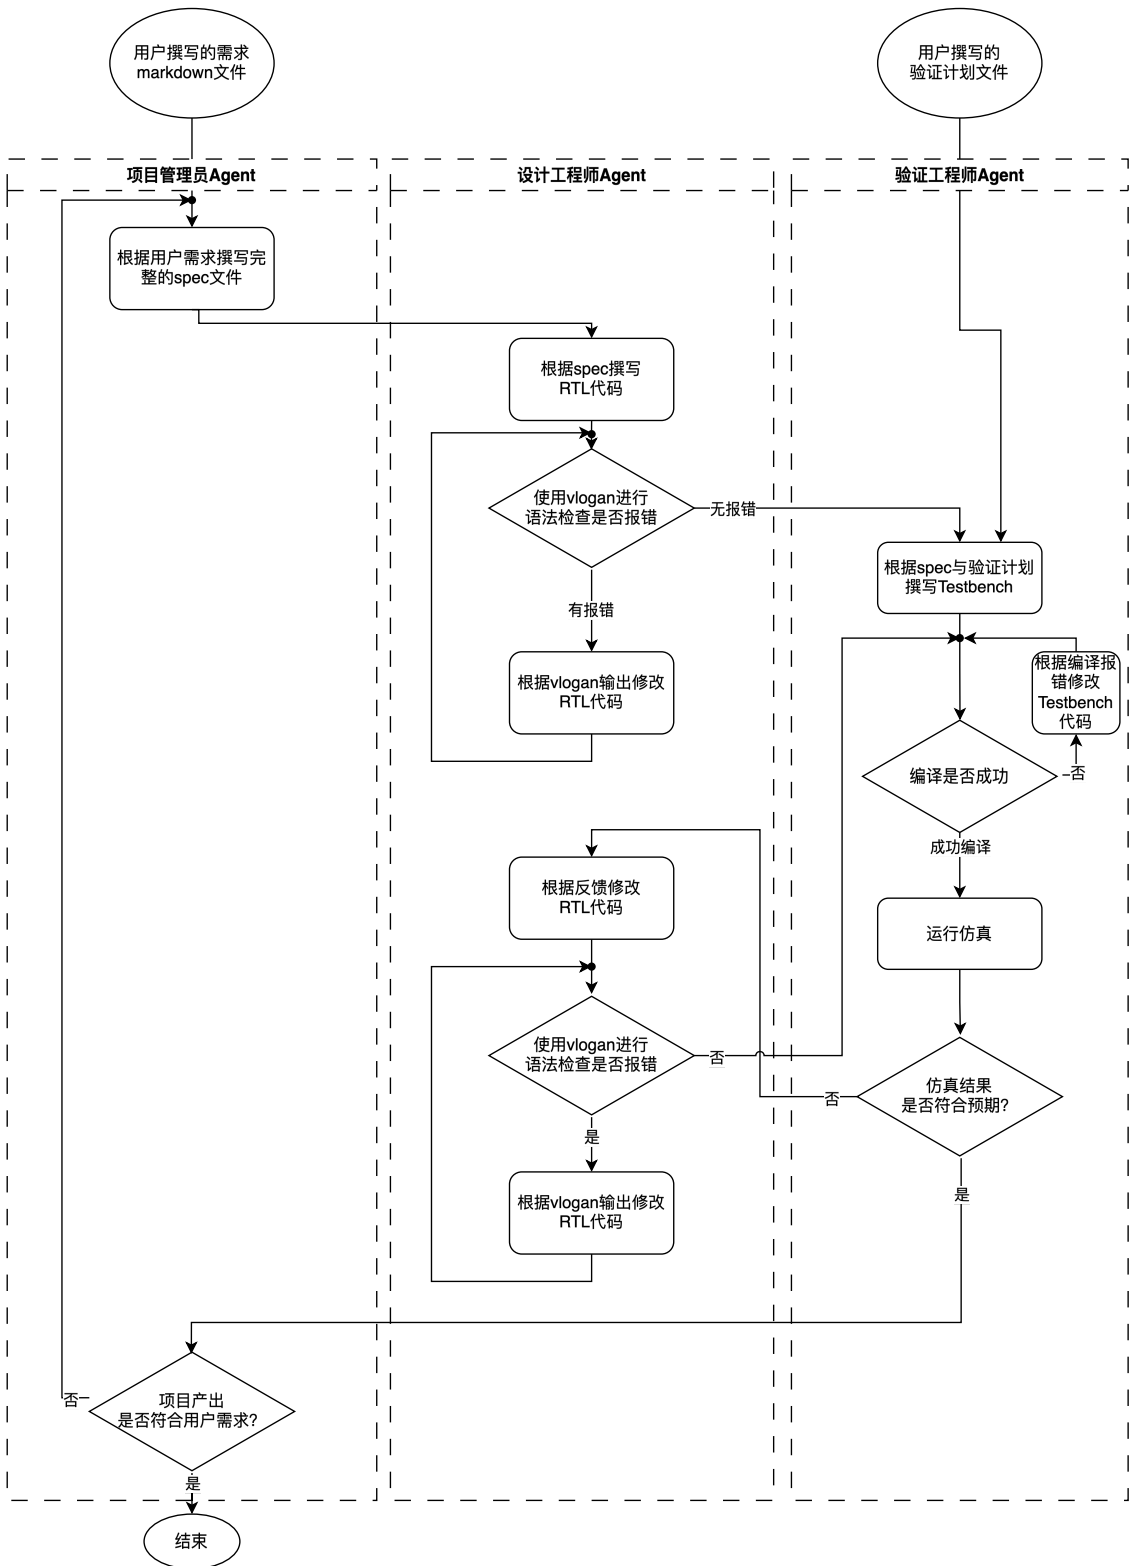 用户撰写的需求
markdown文件
用户撰写的
验证计划文件
项目管理员Agent
设计工程师Agent
验证工程师Agent
根据用户需求撰写完
整的spec文件
根据spec撰写
RTL代码
使用vlogan进行
语法检查是否报错
无报错
根据spec与验证计划
撰写Testbench
有报错
根据vlogan输出修改
RTL代码
根据编译报
错修改
Testbench
代码
编译是否成功
否
成功编译
根据反馈修改
RTL代码
运行仿真
使用vlogan进行
语法检查是否报错
否
仿真结果
是否符合预期?
否
是
根据vlogan输出修改
RTL代码
是
项目产出
是否符合用户需求?
否
是
结束